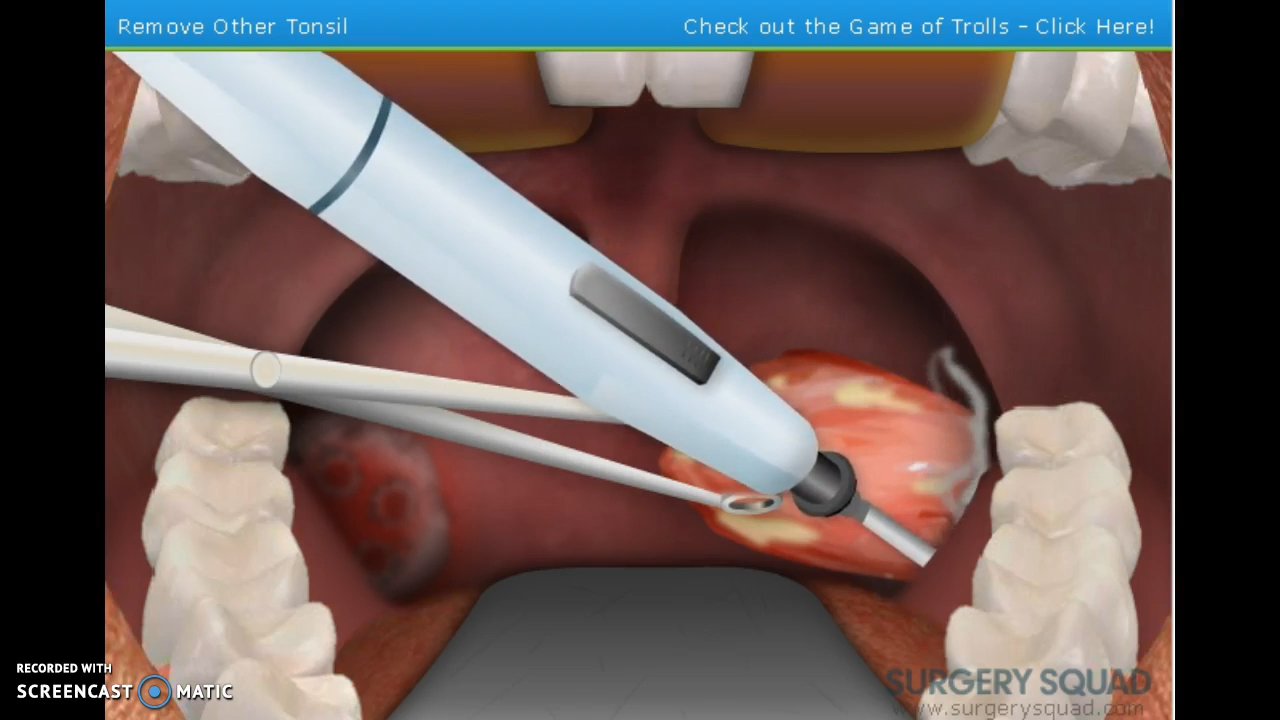 Remove Other Tonsil
Check out the Game of Trolls – Click Here!
RECORDED WITH
SCREENCAST MATIC
SURGERY SQUAD
www.surgerysquad.com